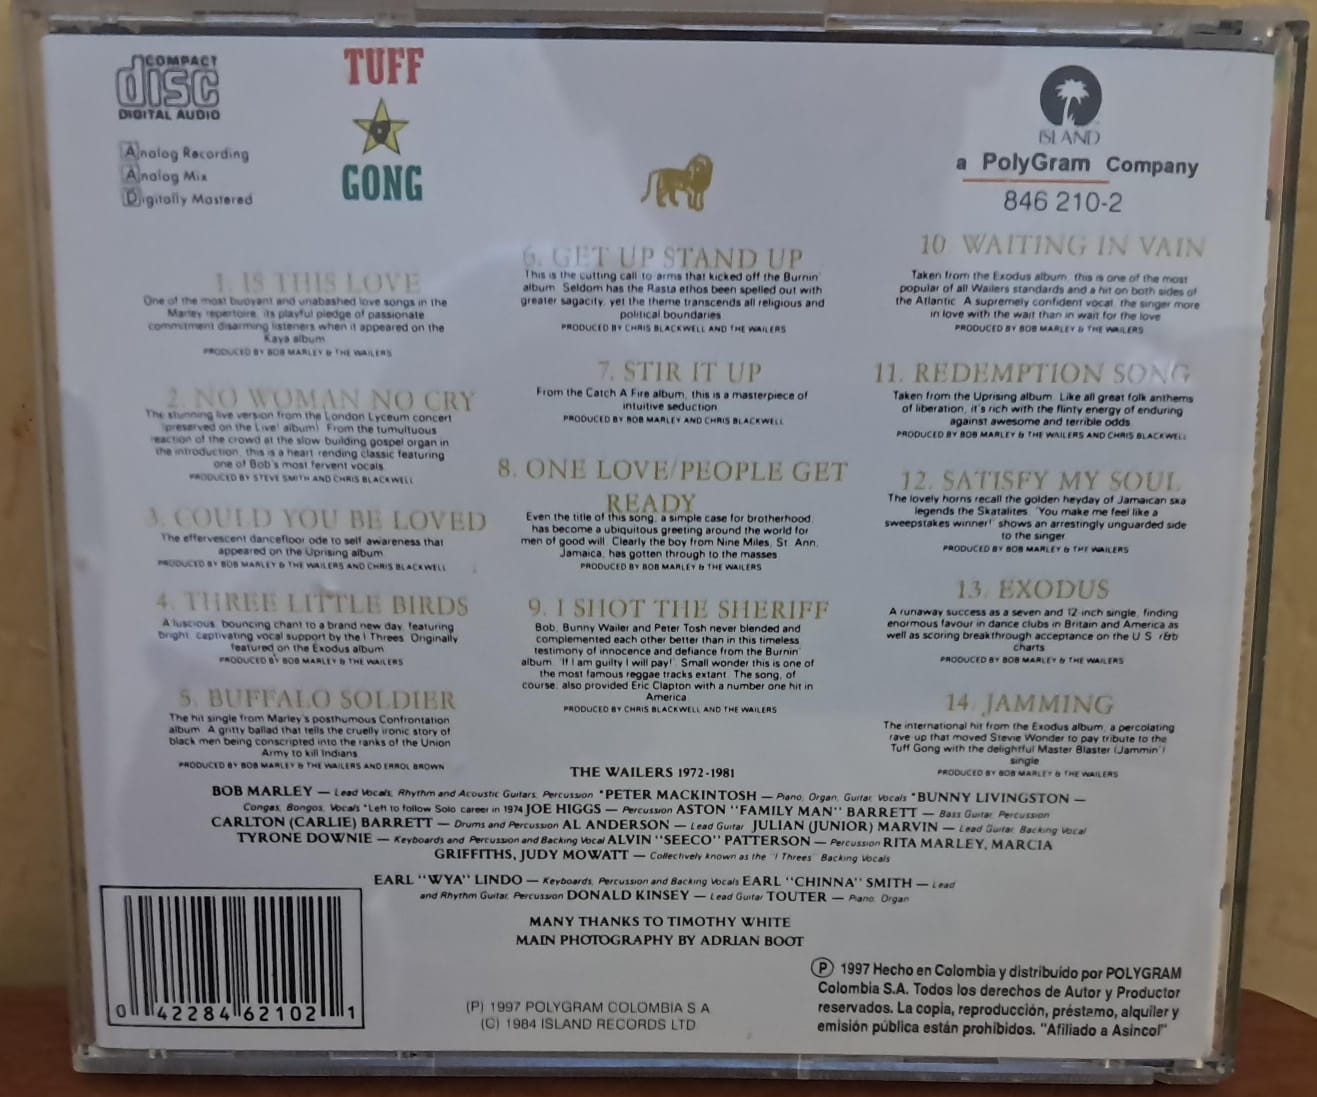 COMPACT
disc
DIGITAL AUDIO
Analog Recording
Analog Mix
Digitally Mastered
TUFF
GONG
ISLAND
a PolyGram Company
846 210-2
1. IS THIS LOVE
One of the most buoyant and unabashed love songs in the
Marley repertoire, its playful pledge of passionate
commitment disarming listeners when it appeared on the
Kaya album
PRODUCED BY BOB MARLEY & THE WAILERS
2. NO WOMAN NO CRY
The stunning live version from the London Lyceum concert
(preserved on the Live! album). From the tumultuous
reaction of the crowd at the slow building gospel organ in
the introduction, this is a heart rending classic featuring
one of Bob's most fervent vocals
PRODUCED BY STEVE SMITH AND CHRIS BLACKWELL
3. COULD YOU BE LOVED
The effervescent dancefloor ode to self awareness that
appeared on the Uprising album
PRODUCED BY BOB MARLEY & THE WAILERS AND CHRIS BLACKWELL
4. THREE LITTLE BIRDS
A luscious, bouncing chant to a brand new day, featuring
bright, captivating vocal support by the I Threes. Originally
featured on the Exodus album
PRODUCED BY BOB MARLEY & THE WAILERS
5. BUFFALO SOLDIER
The hit single from Marley's posthumous Confrontation
album. A gritty ballad that tells the cruelly ironic story of
black men being conscripted into the ranks of the Union
Army to kill Indians
PRODUCED BY BOB MARLEY & THE WAILERS AND ERROL BROWN
6. GET UP STAND UP
This is the cutting call to arms that kicked off the Burnin'
album. Seldom has the Rasta ethos been spelled out with
greater sagacity, yet the theme transcends all religious and
political boundaries
PRODUCED BY CHRIS BLACKWELL AND THE WAILERS
7. STIR IT UP
From the Catch A Fire album, this is a masterpiece of
intuitive seduction
PRODUCED BY BOB MARLEY AND CHRIS BLACKWELL
8. ONE LOVE/PEOPLE GET
READY
Even the title of this song, a simple case for brotherhood,
has become a ubiquitous greeting around the world for
men of good will. Clearly the boy from Nine Miles, St. Ann,
Jamaica, has gotten through to the masses
PRODUCED BY BOB MARLEY & THE WAILERS
9. I SHOT THE SHERIFF
Bob, Bunny Wailer and Peter Tosh never blended and
complemented each other better than in this timeless
testimony of innocence and defiance from the Burnin'
album. 'If I am guilty I will pay!' Small wonder this is one of
the most famous reggae tracks extant. The song, of
course, also provided Eric Clapton with a number one hit in
America
PRODUCED BY CHRIS BLACKWELL AND THE WAILERS
10. WAITING IN VAIN
Taken from the Exodus album, this is one of the most
popular of all Wailers standards and a hit on both sides of
the Atlantic. A supremely confident vocal, the singer more
in love with the wait than in wait for the love
PRODUCED BY BOB MARLEY & THE WAILERS
11. REDEMPTION SONG
Taken from the Uprising album. Like all great folk anthems
of liberation, it's rich with the flinty energy of enduring
against awesome and terrible odds
PRODUCED BY BOB MARLEY & THE WAILERS AND CHRIS BLACKWELL
12. SATISFY MY SOUL
The lovely horns recall the golden heyday of Jamaican ska
legends the Skatalites. 'You make me feel like a
sweepstakes winner!' shows an arrestingly unguarded side
to the singer
PRODUCED BY BOB MARLEY & THE WAILERS
13. EXODUS
A runaway success as a seven and 12 inch single, finding
enormous favour in dance clubs in Britain and America as
well as scoring breakthrough acceptance on the U.S. r&b
charts
PRODUCED BY BOB MARLEY & THE WAILERS
14. JAMMING
The international hit from the Exodus album, a percolating
rave-up that moved Stevie Wonder to pay tribute to the
Tuff Gong with the delightful Master Blaster (Jammin')
single
PRODUCED BY BOB MARLEY & THE WAILERS
THE WAILERS 1972-1981
BOB MARLEY — Lead Vocals, Rhythm and Acoustic Guitars, Percussion *PETER MACKINTOSH — Piano, Organ, Guitar, Vocals *BUNNY LIVINGSTON —
Congas, Bongos, Vocals *Left to follow Solo career in 1974 JOE HIGGS — Percussion ASTON "FAMILY MAN" BARRETT — Bass Guitar, Percussion
CARLTON (CARLIE) BARRETT — Drums and Percussion AL ANDERSON — Lead Guitar JULIAN (JUNIOR) MARVIN — Lead Guitar, Backing Vocal
TYRONE DOWNIE — Keyboards and Percussion and Backing Vocal ALVIN "SEECO" PATTERSON — Percussion RITA MARLEY, MARCIA
GRIFFITHS, JUDY MOWATT — Collectively known as the "I Threes" Backing Vocals
EARL "WYA" LINDO — Keyboards, Percussion and Backing Vocals EARL "CHINNA" SMITH — Lead
and Rhythm Guitar, Percussion DONALD KINSEY — Lead Guitar TOUTER — Piano, Organ
MANY THANKS TO TIMOTHY WHITE
MAIN PHOTOGRAPHY BY ADRIAN BOOT
0 42284 62102 1
(P) 1997 POLYGRAM COLOMBIA S A
(C) 1984 ISLAND RECORDS LTD
Ⓟ 1997 Hecho en Colombia y distribuido por POLYGRAM
Colombia S.A. Todos los derechos de Autor y Productor
reservados. La copia, reproducción, préstamo, alquiler y
emisión pública están prohibidos. "Afiliado a Asincol"